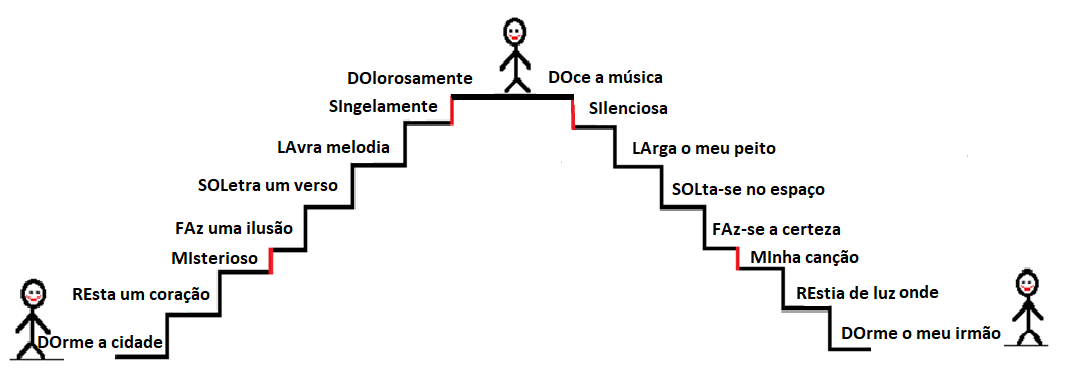 DOrme a cidade
REsta um coração
MIsterioso
FAz uma ilusão
SOLetra um verso
LAvra melodia
SIngelamente
DOlorosamente
DOce a música
SIlenciosa
LArga o meu peito
SOLta-se no espaço
FAz-se a certeza
MInha canção
REstia de luz onde
DOrme o meu irmão